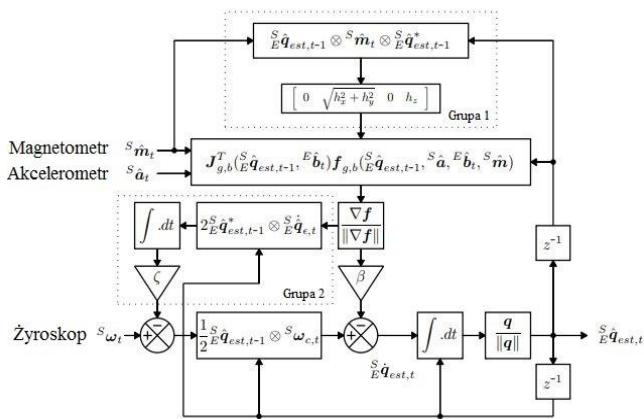 $^S_E\hat{q}_{est,t-1} \otimes {}^S\hat{m}_t \otimes {}^S_E\hat{q}^*_{est,t-1}$
$[\ 0 \quad \sqrt{h_x^2 + h_y^2} \quad 0 \quad h_z\ ]$
Grupa 1
Magnetometr $^S\hat{m}_t$
Akcelerometr $^S\hat{a}_t$
$J^T_{g,b}({}^S_E\hat{q}_{est,t-1}, {}^E\hat{b}_t) f_{g,b}({}^S_E\hat{q}_{est,t-1}, {}^S\hat{a}, {}^E\hat{b}_t, {}^S\hat{m})$
$\int .dt$
$2{}^S_E\hat{q}^*_{est,t-1} \otimes {}^S_E\dot{\hat{q}}_{\epsilon,t}$
$\frac{\nabla f}{\|\nabla f\|}$
$z^{-1}$
ζ
β
Grupa 2
Żyroskop $^S\omega_t$
$\frac{1}{2}{}^S_E\hat{q}_{est,t-1} \otimes {}^S\omega_{c,t}$
$^S_E\dot{q}_{est,t}$
$\int .dt$
$\frac{q}{\|q\|}$
$^S_E\hat{q}_{est,t}$
$z^{-1}$